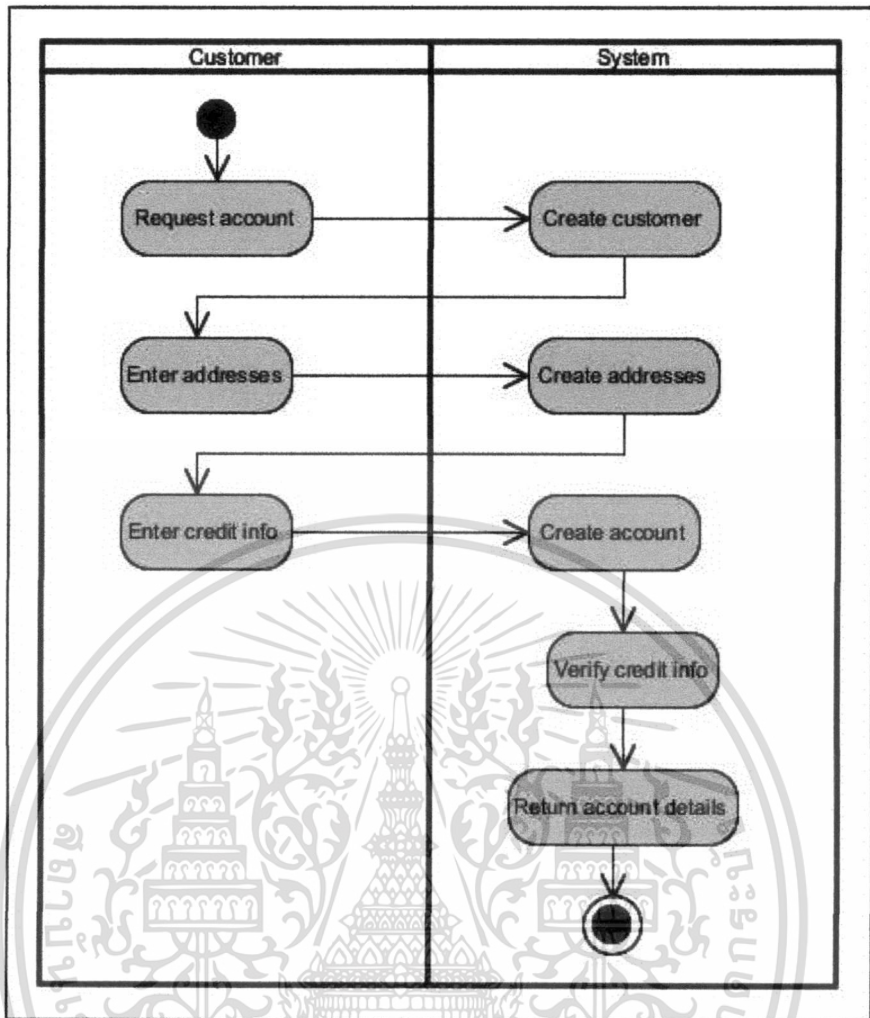 Customer
System
Request account
Create customer
Enter addresses
Create addresses
Enter credit info
Create account
Verify credit info
Return account details